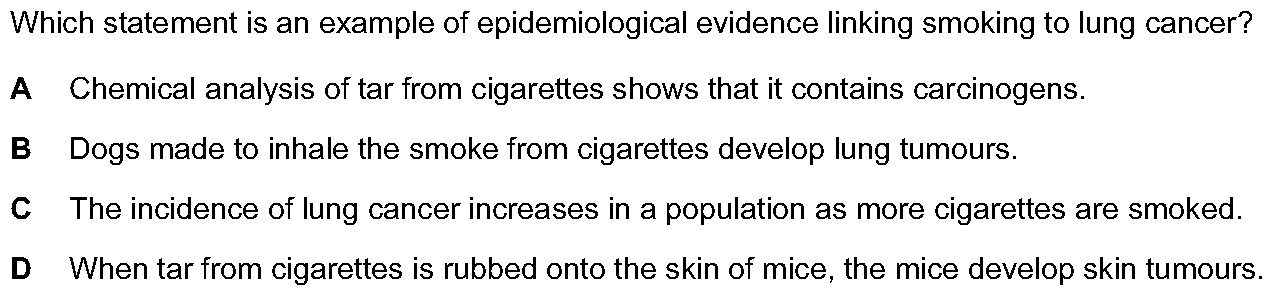 Which statement is an example of epidemiological evidence linking smoking to lung cancer?
A Chemical analysis of tar from cigarettes shows that it contains carcinogens.
B Dogs made to inhale the smoke from cigarettes develop lung tumours.
C The incidence of lung cancer increases in a population as more cigarettes are smoked.
D When tar from cigarettes is rubbed onto the skin of mice, the mice develop skin tumours.